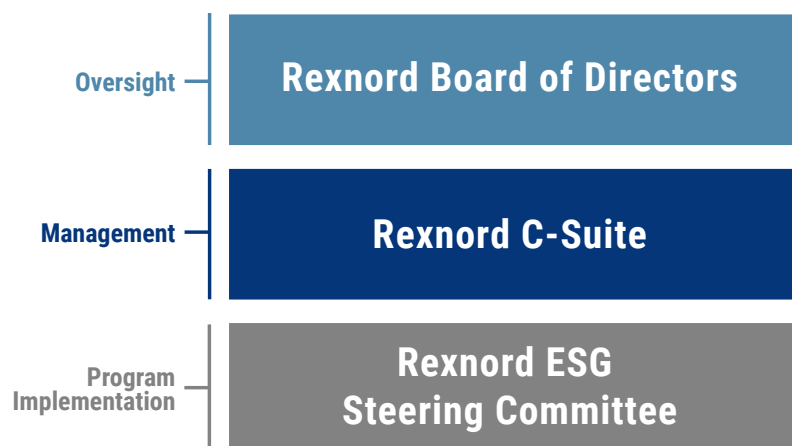 Oversight
Rexnord Board of Directors
Management
Rexnord C-Suite
Program
Implementation
Rexnord ESG
Steering Committee